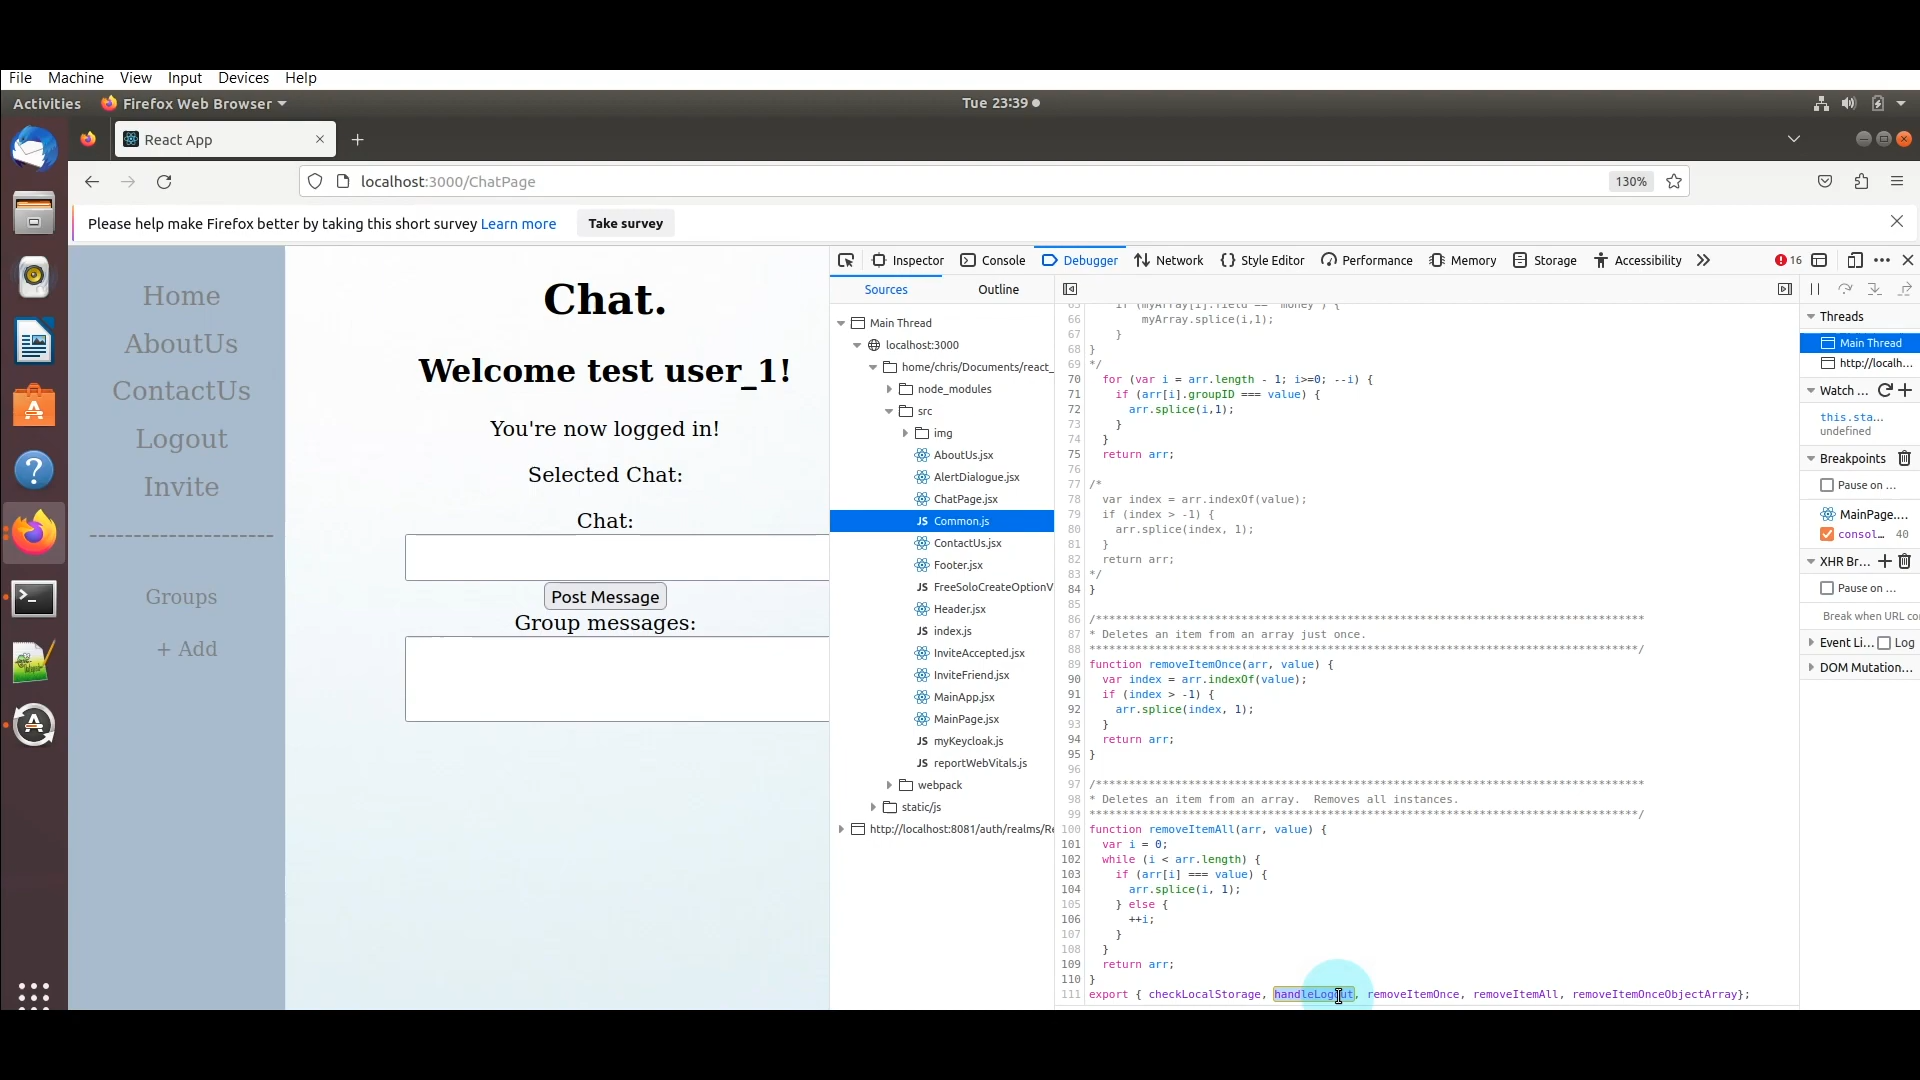 File Machine View Input Devices Help
Activities Firefox Web Browser Tue 23:39
React App
localhost:3000/ChatPage 130%
Please help make Firefox better by taking this short survey Learn more Take survey
Home
AboutUs
ContactUs
Logout
Invite
--------------------
Groups
+ Add
Chat.
Welcome test user_1!
You're now logged in!
Selected Chat:
Chat:
Post Message
Group messages:
Inspector Console Debugger Network Style Editor Performance Memory Storage Accessibility 16
Sources Outline
Main Thread
localhost:3000
home/chris/Documents/react_
node_modules
src
img
AboutUs.jsx
AlertDialogue.jsx
ChatPage.jsx
JS Common.js
ContactUs.jsx
Footer.jsx
JS FreeSoloCreateOptionV
Header.jsx
JS index.js
InviteAccepted.jsx
InviteFriend.jsx
MainApp.jsx
MainPage.jsx
JS myKeycloak.js
JS reportWebVitals.js
webpack
static/js
http://localhost:8081/auth/realms/Re
65 if (myArray[i].field == "money") {
66 myArray.splice(i,1);
67 }
68 }
69 */
70 for (var i = arr.length - 1; i>=0; --i) {
71 if (arr[i].groupID === value) {
72 arr.splice(i,1);
73 }
74 }
75 return arr;
76
77 /*
78 var index = arr.indexOf(value);
79 if (index > -1) {
80 arr.splice(index, 1);
81 }
82 return arr;
83 */
84 }
85
86 /***********************************************************************************
87 * Deletes an item from an array just once.
88 ***********************************************************************************/
89 function removeItemOnce(arr, value) {
90 var index = arr.indexOf(value);
91 if (index > -1) {
92 arr.splice(index, 1);
93 }
94 return arr;
95 }
96
97 /***********************************************************************************
98 * Deletes an item from an array. Removes all instances.
99 ***********************************************************************************/
100 function removeItemAll(arr, value) {
101 var i = 0;
102 while (i < arr.length) {
103 if (arr[i] === value) {
104 arr.splice(i, 1);
105 } else {
106 ++i;
107 }
108 }
109 return arr;
110 }
111 export { checkLocalStorage, handleLogout, removeItemOnce, removeItemAll, removeItemOnceObjectArray};
Threads
Main Thread
http://localh...
Watch ...
this.sta...
undefined
Breakpoints
Pause on ...
MainPage....
consol... 40
XHR Br...
Pause on ...
Break when URL co
Event Li... Log
DOM Mutation...